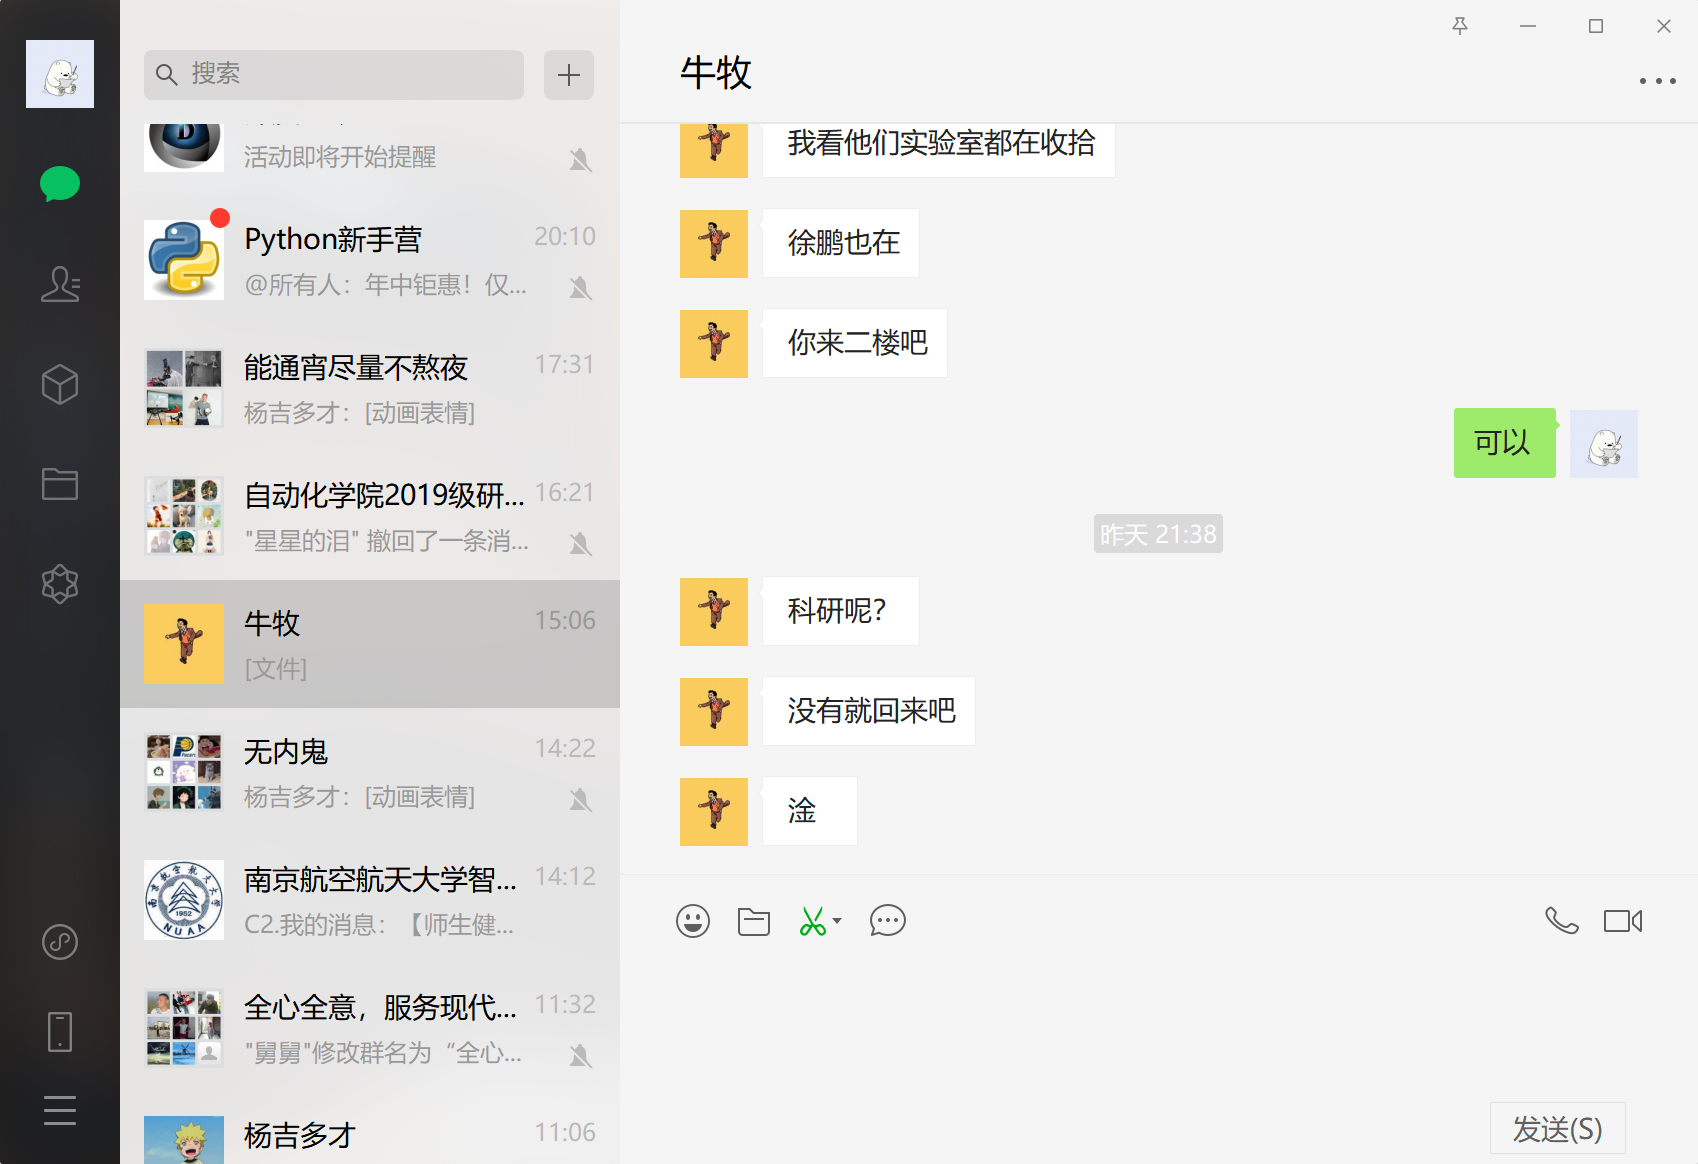 搜索
活动即将开始提醒
Python新手营
20:10
@所有人：年中钜惠！仅...
能通宵尽量不熬夜
17:31
杨吉多才：[动画表情]
自动化学院2019级研...
16:21
"星星的泪" 撤回了一条消...
牛牧
15:06
[文件]
无内鬼
14:22
杨吉多才：[动画表情]
南京航空航天大学智...
14:12
C2.我的消息：【师生健...
1952
NUAA
全心全意，服务现代...
11:32
"舅舅"修改群名为“全心...
杨吉多才
11:06
牛牧
我看他们实验室都在收拾
徐鹏也在
你来二楼吧
可以
昨天 21:38
科研呢？
没有就回来吧
淦
发送(S)